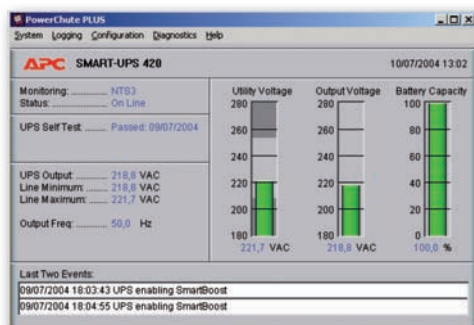 PowerChute PLUS
System Logging Configuration Diagnostics Help
APC SMART-UPS 420 10/07/2004 13:02
Monitoring: ........... NTS3
Status: .................. On Line
UPS Self Test ....... Passed: 09/07/2004
UPS Output: ......... 218,8 VAC
Line Minimum: ....... 218,8 VAC
Line Maximum: ...... 221,7 VAC
Output Freq: ......... 50,0 Hz
Utility Voltage
280
260
240
220
200
180
221,7 VAC
Output Voltage
280
260
240
220
200
180
218,8 VAC
Battery Capacity
100
80
60
40
20
0
100,0 %
Last Two Events:
09/07/2004 18:03:43 UPS enabling SmartBoost
09/07/2004 18:04:55 UPS enabling SmartBoost